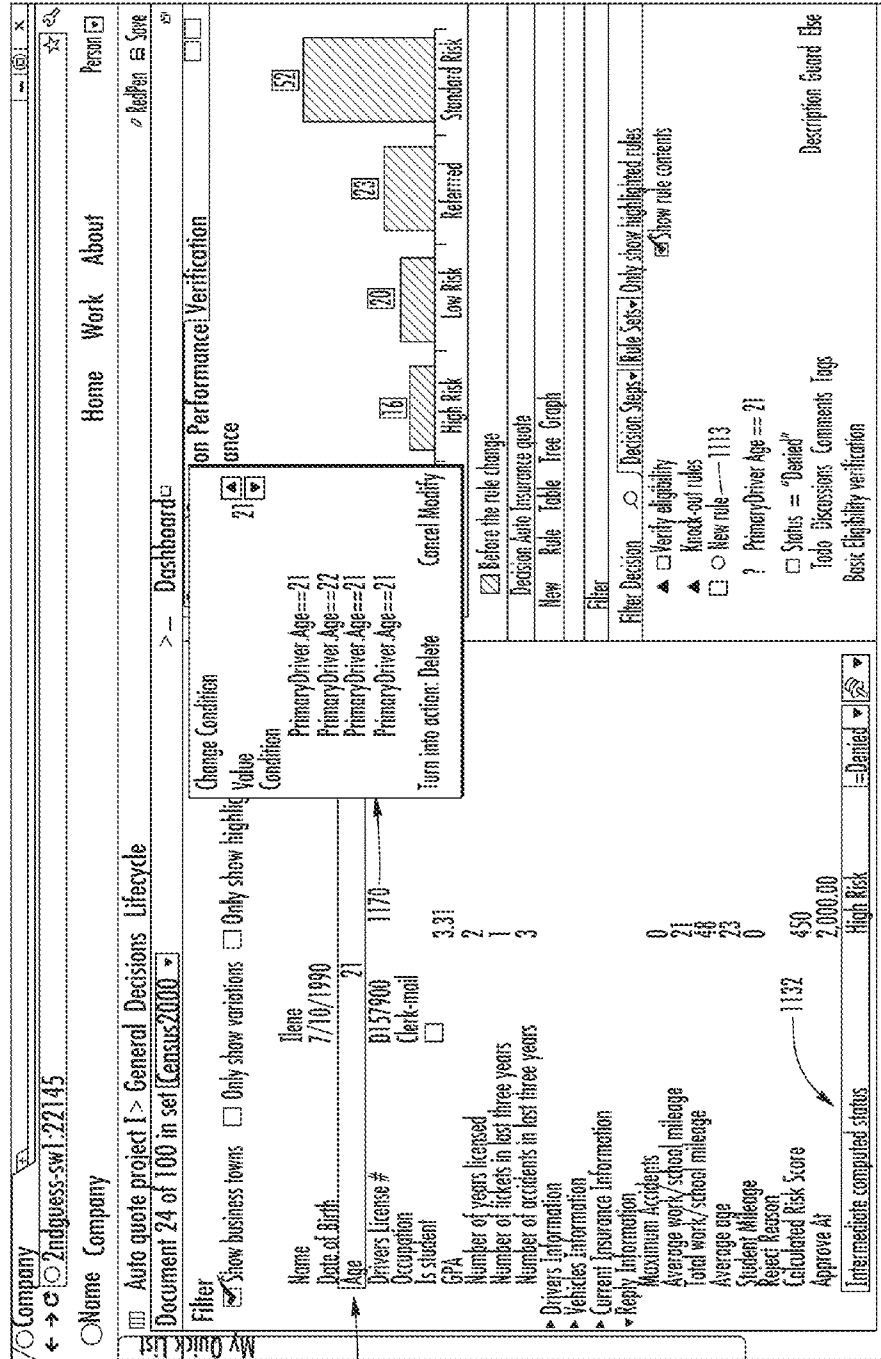 Company
2ndguess-sw1:22145
Name Company
Home Work About
Person
My Quick List
Auto quote project I > General Decisions Lifecycle
> _ Dashboard
RedPen Save
Document 24 of 100 in set Census2000
Filter
Show business towns Only show variations Only show highlig
Name Ilene
Date of Birth 7/10/1990
Age 21
Drivers License # D157900
1170
Occupation Clerk-mail
Is student
GPA 3.31
Number of years licensed 2
Number of tickets in last three years 1
Number of accidents in last three years 3
Drivers Information
Vehicles Information
Current Insurance Information
Reply Information
Maximum Accidents 0
Average work/school mileage 21
Total work/school mileage 48
Average age 23
Student Mileage 0
Reject Reason
Calculated Risk Score 450
Approve At 2,000.00
1132
Intermediate computed status High Risk =Denied
Change Condition
Value 21
Condition
PrimaryDriver.Age==21
PrimaryDriver.Age==22
PrimaryDriver.Age==21
PrimaryDriver.Age==21
Turn into action: Delete Cancel Modify
on Performance Verification
ance
16 20 23 52
High Risk Low Risk Referred Standard Risk
Before the rule change
Decision Auto Insurance quote
New Rule Table Tree Graph
Filter
Filter Decision Decision Steps Rule Sets Only show highlighted rules
Verify eligibility Show rule contents
Knock-out rules
New rule 1113
? PrimaryDriver Age == 21
Status = "Denied"
Todo Discussions Comments Tags
Basic Eligibility verification
Description Guard Else